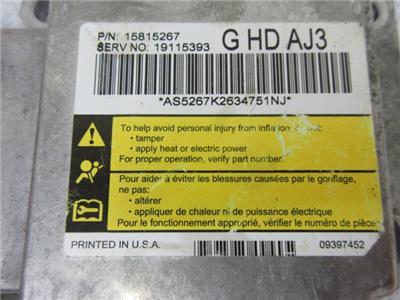 P/N: 15815267
SERV NO: 19115393
G HD AJ3
*AS5267K2634751NJ*
To help avoid personal injury from inflation, do not:
• tamper
• apply heat or electric power
For proper operation, verify part number.
Pour aider à éviter les blessures causées par le gonflage,
ne pas:
• altérer
• appliquer de chaleur ni de puissance électrique
Pour le fonctionnement approprié, vérifier le numéro de pièce
PRINTED IN U.S.A.
09397452